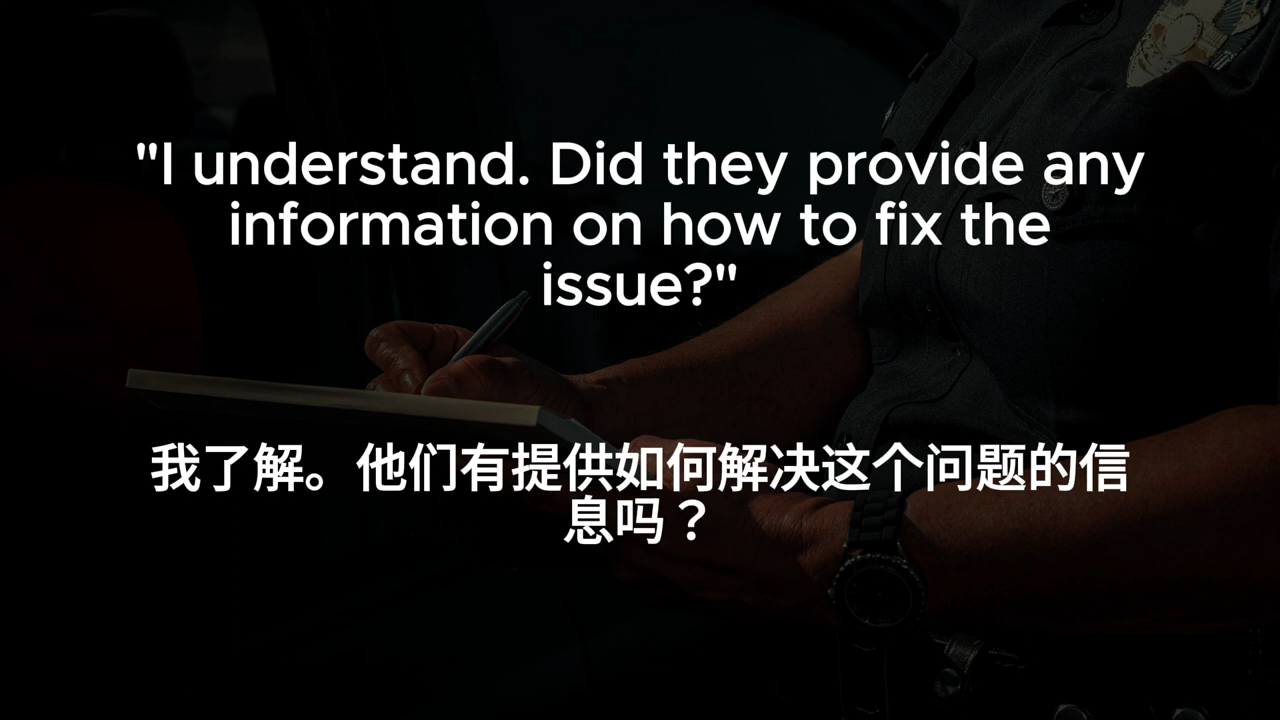 "I understand. Did they provide any
information on how to fix the
issue?"
我了解。他们有提供如何解决这个问题的信
息吗？